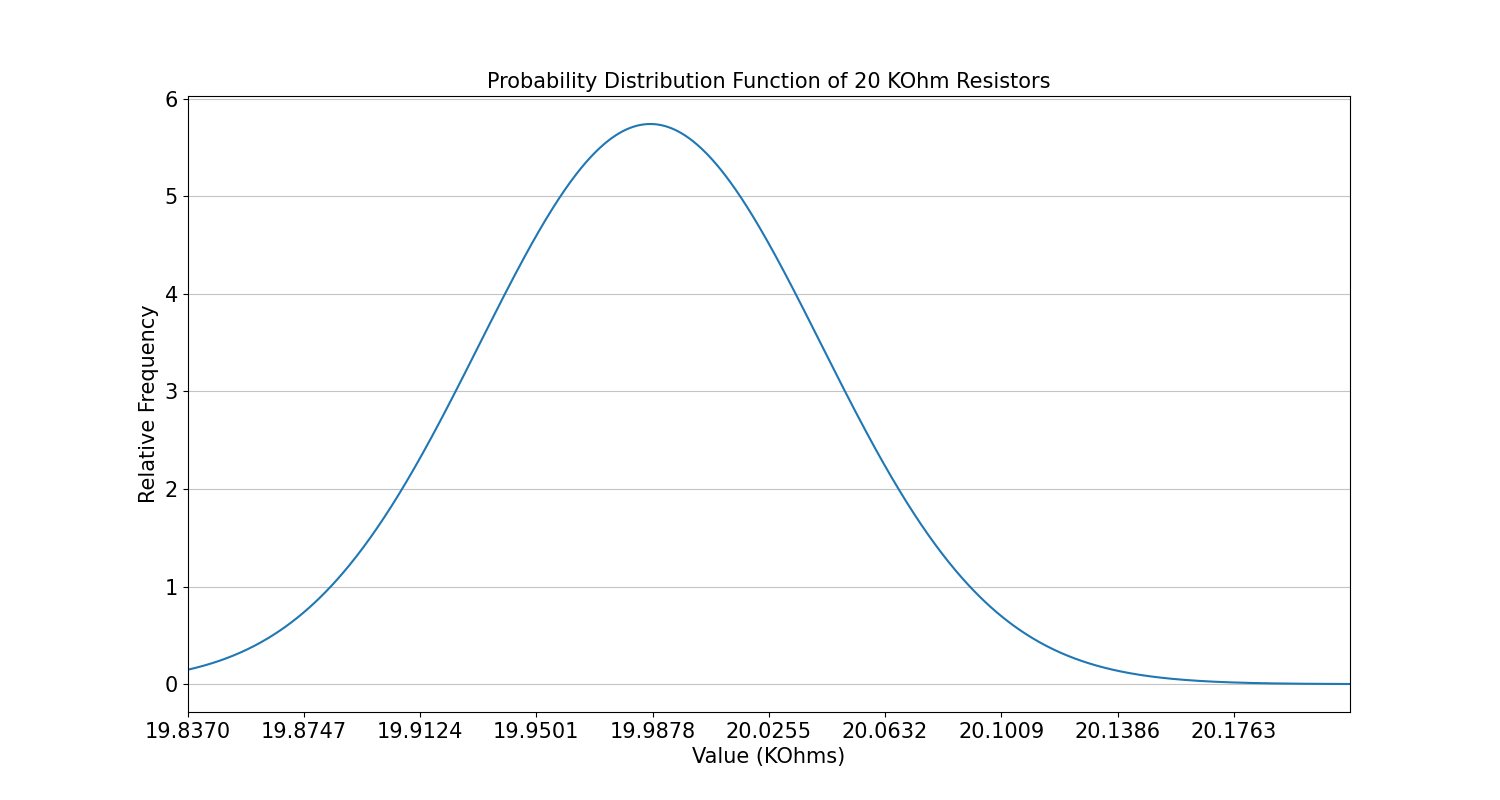 Probability Distribution Function of 20 KOhm Resistors
6
5
4
3
2
1
0
Relative Frequency
19.8370 19.8747 19.9124 19.9501 19.9878 20.0255 20.0632 20.1009 20.1386 20.1763
Value (KOhms)